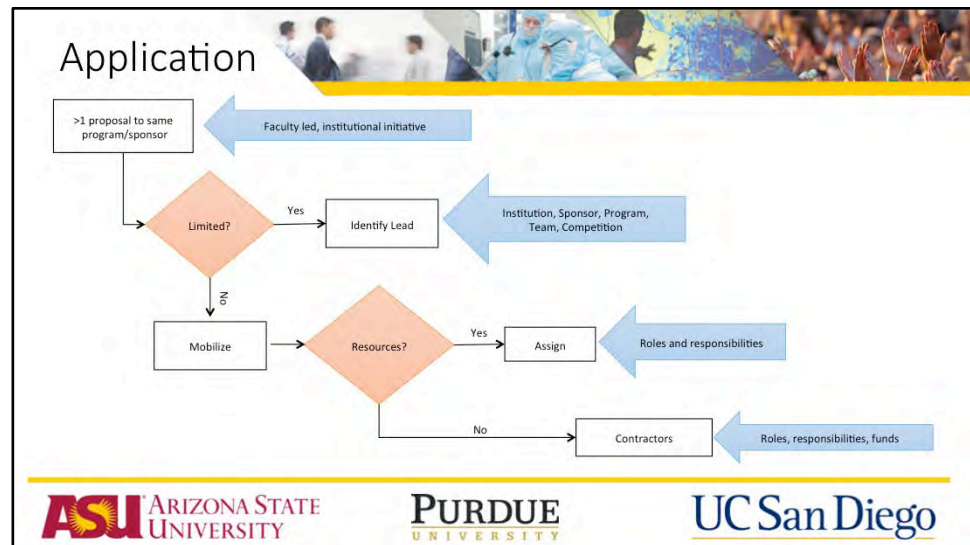 Application
>1 proposal to same
program/sponsor
Faculty led, institutional initiative
Limited?
Yes
Identify Lead
Institution, Sponsor, Program,
Team, Competition
No
Mobilize
Resources?
Yes
Assign
Roles and responsibilities
No
Contractors
Roles, responsibilities, funds
ASU ARIZONA STATE
UNIVERSITY
PURDUE
UNIVERSITY
UC San Diego